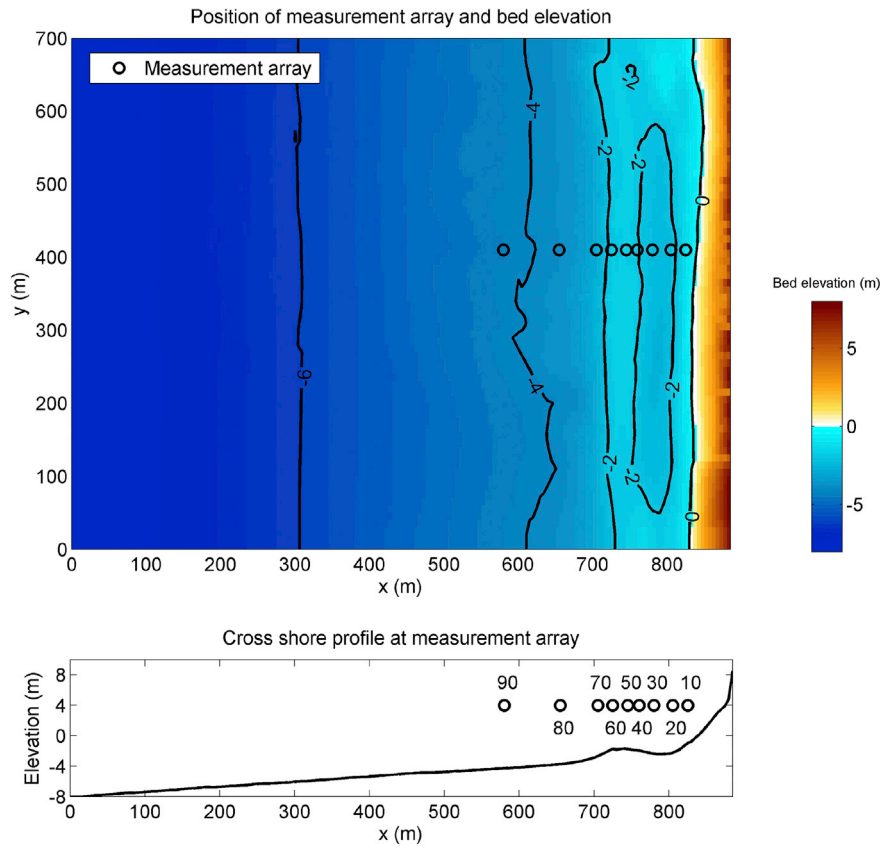 Position of measurement array and bed elevation
Measurement array
y (m)
700
600
500
400
300
200
100
0
0 100 200 300 400 500 600 700 800
x (m)
-6
-4
-4
-2
-2
-2
-2
-2
-2
0
0
Bed elevation (m)
5
0
-5
Cross shore profile at measurement array
Elevation (m)
8
4
0
-4
-8
90 70 50 30 10
80 60 40 20
0 100 200 300 400 500 600 700 800
x (m)